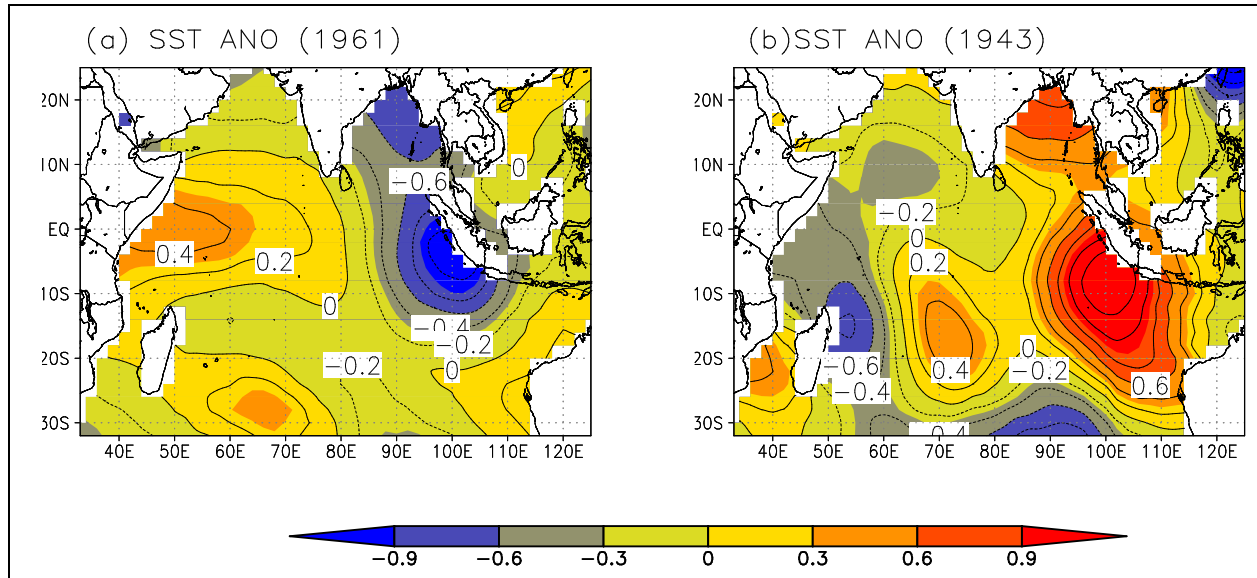 (a) SST ANO (1961)
(b)SST ANO (1943)
20N
10N
EQ
10S
20S
30S
0
−0.6
0.4
0.2
0
−0.4
−0.2
−0.2
0
40E 50E 60E 70E 80E 90E 100E 110E 120E
20N
10N
EQ
10S
20S
30S
−0.2
0
0.2
0
−0.6
0.4
−0.2
−0.4
0.6
−0.4
40E 50E 60E 70E 80E 90E 100E 110E 120E
−0.9 −0.6 −0.3 0 0.3 0.6 0.9